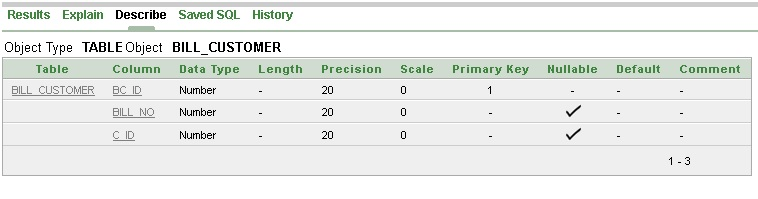 Results Explain Describe Saved SQL History
Object Type TABLE Object BILL_CUSTOMER
Table Column Data Type Length Precision Scale Primary Key Nullable Default Comment
BILL_CUSTOMER BC_ID Number - 20 0 1 - - -
BILL_NO Number - 20 0 - ✓ - -
C_ID Number - 20 0 - ✓ - -
1 - 3